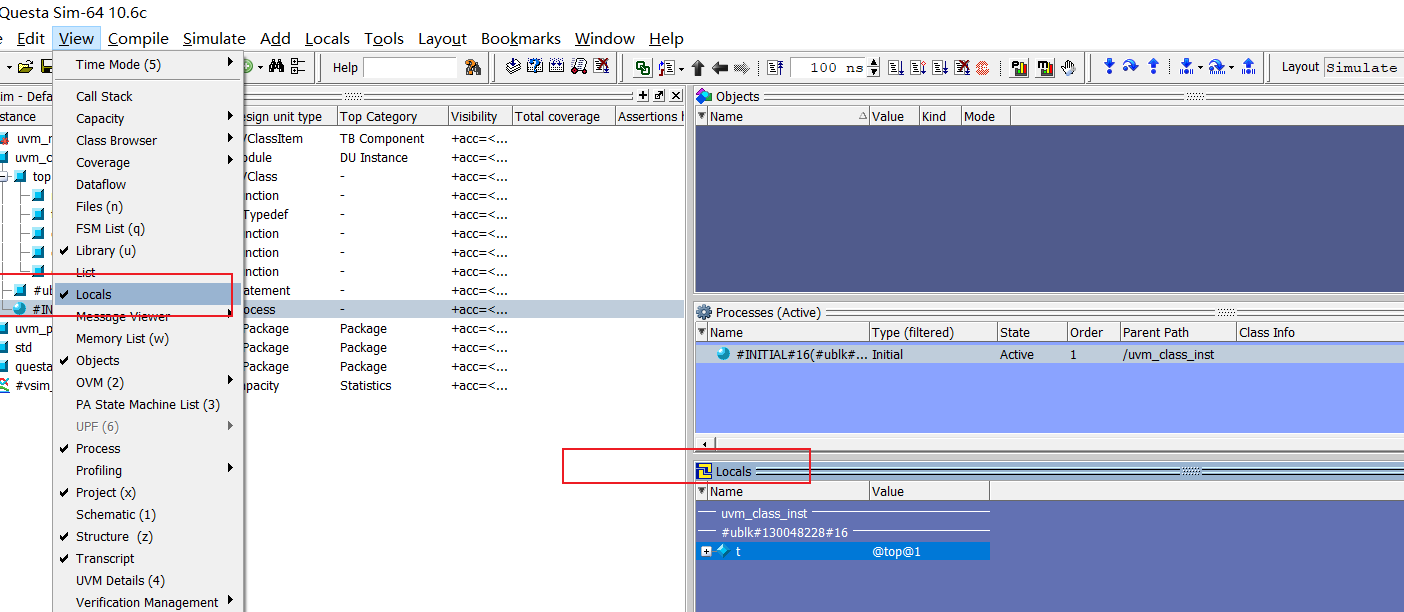 Questa Sim-64 10.6c
Edit View Compile Simulate Add Locals Tools Layout Bookmarks Window Help
Help 100 ns Layout Simulate
Time Mode (5)
Call Stack
Capacity
Class Browser
Coverage
Dataflow
Files (n)
FSM List (q)
Library (u)
List
Locals
Message Viewer
Memory List (w)
Objects
OVM (2)
PA State Machine List (3)
UPF (6)
Process
Profiling
Project (x)
Schematic (1)
Structure (z)
Transcript
UVM Details (4)
Verification Management
im - Defa
stance esign unit type Top Category Visibility Total coverage Assertions h
uvm_r VClassItem TB Component +acc=<...
uvm_c odule DU Instance +acc=<...
top VClass - +acc=<...
nction - +acc=<...
Typedef - +acc=<...
nction - +acc=<...
nction - +acc=<...
nction - +acc=<...
#ubl atement - +acc=<...
#IN ocess - +acc=<...
uvm_p Package Package +acc=<...
std Package Package +acc=<...
questa Package Package +acc=<...
#vsim_ apacity Statistics +acc=<...
Objects
Name Value Kind Mode
Processes (Active)
Name Type (filtered) State Order Parent Path Class Info
#INITIAL#16(#ublk#... Initial Active 1 /uvm_class_inst
Locals
Name Value
uvm_class_inst
#ublk#130048228#16
t @top@1